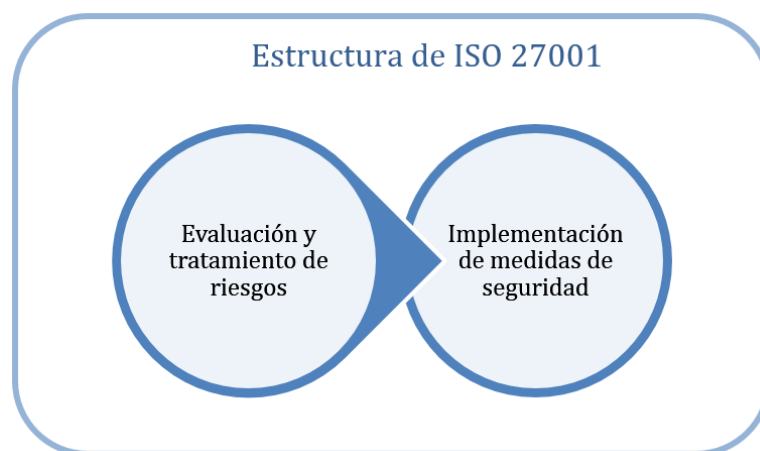 Estructura de ISO 27001
Evaluación y
tratamiento de
riesgos
Implementación
de medidas de
seguridad